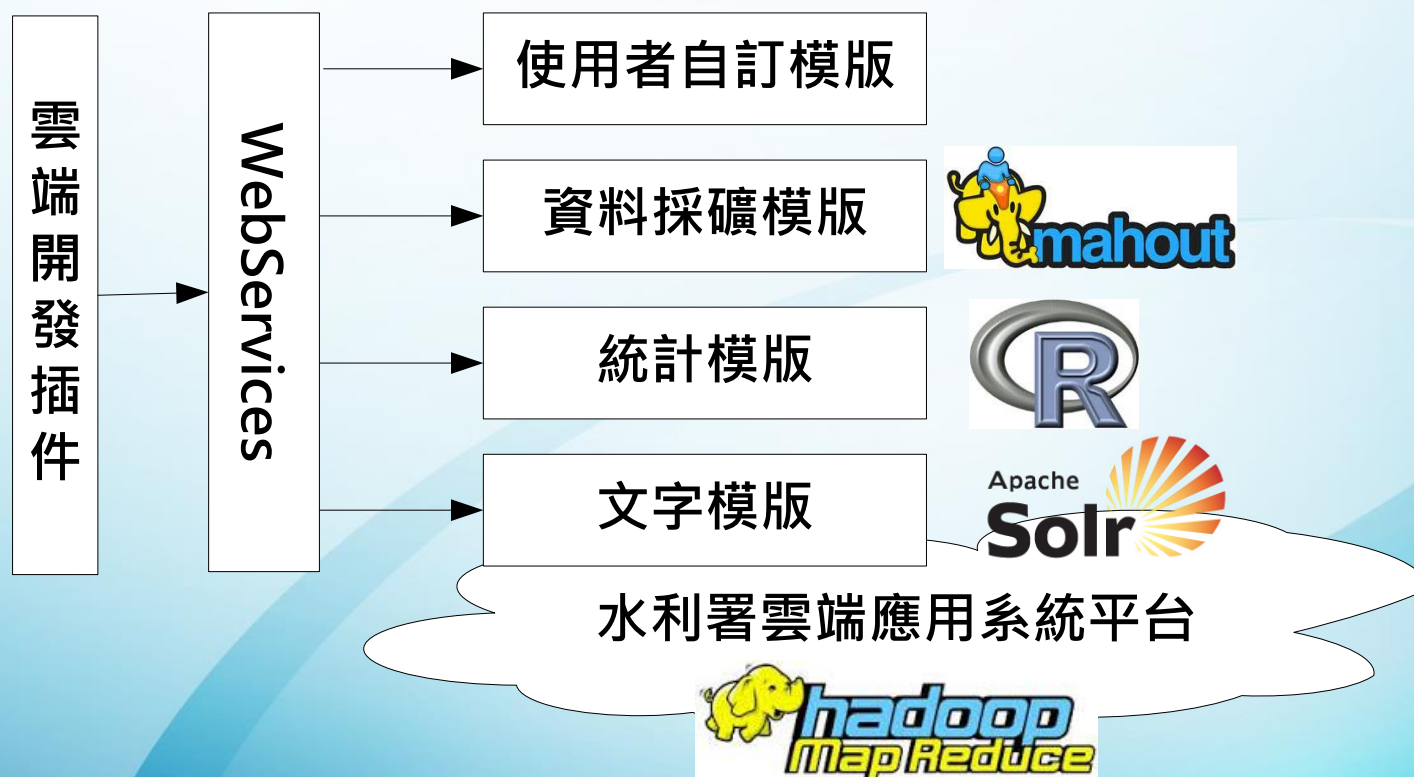 雲端開發插件
WebServices
使用者自訂模版
資料採礦模版
mahout
統計模版
R
文字模版
Apache
Solr
水利署雲端應用系統平台
hadoop
Map Reduce